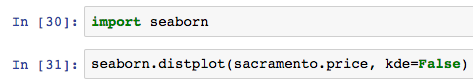 In [30]: import seaborn
In [31]: seaborn.distplot(sacramento.price, kde=False)